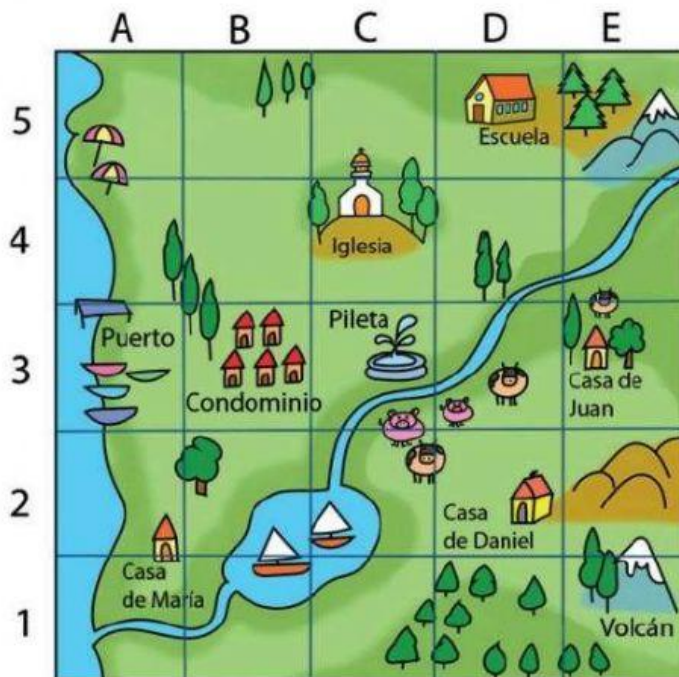 A B C D E
5
Escuela
4
Iglesia
3
Puerto
Pileta
Condominio
Casa de
Juan
2
Casa
de Daniel
Casa
de María
1
Volcán